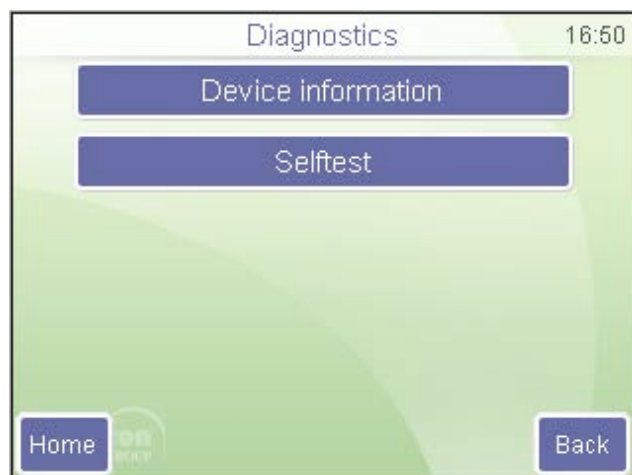 Diagnostics 16:50
Device information
Selftest
Home
Back